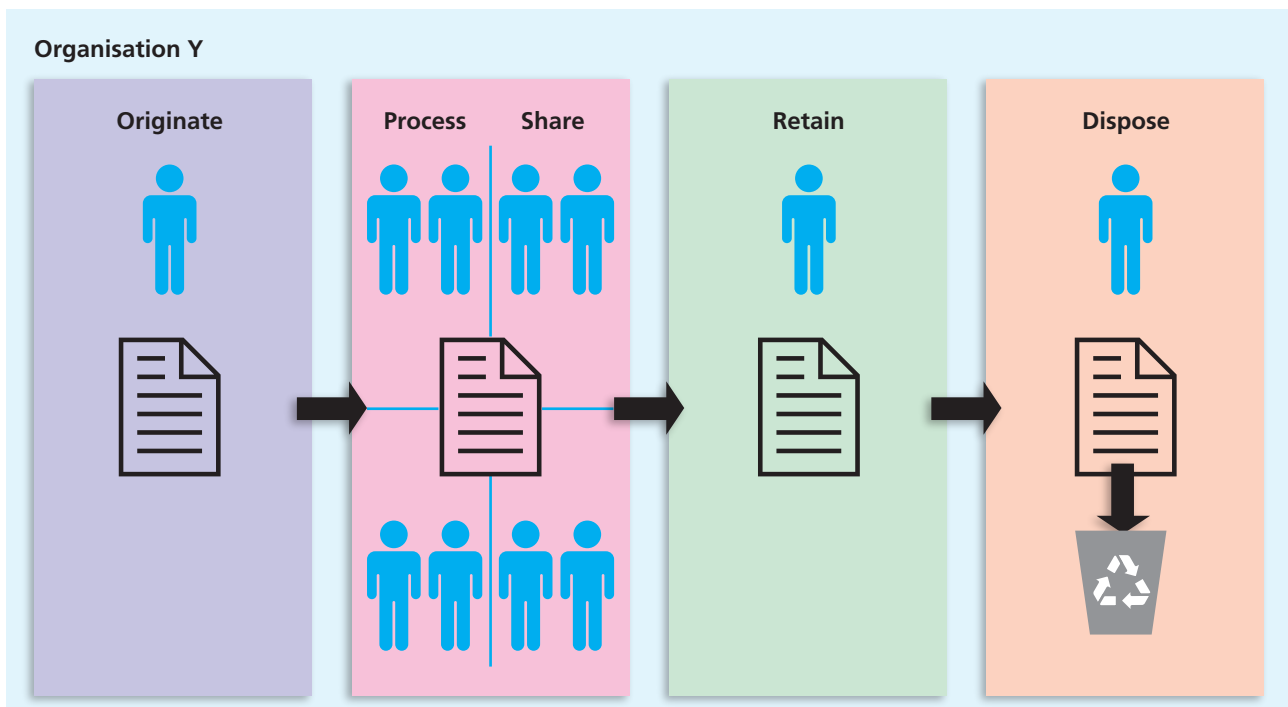 Organisation Y
Originate
Process
Share
Retain
Dispose